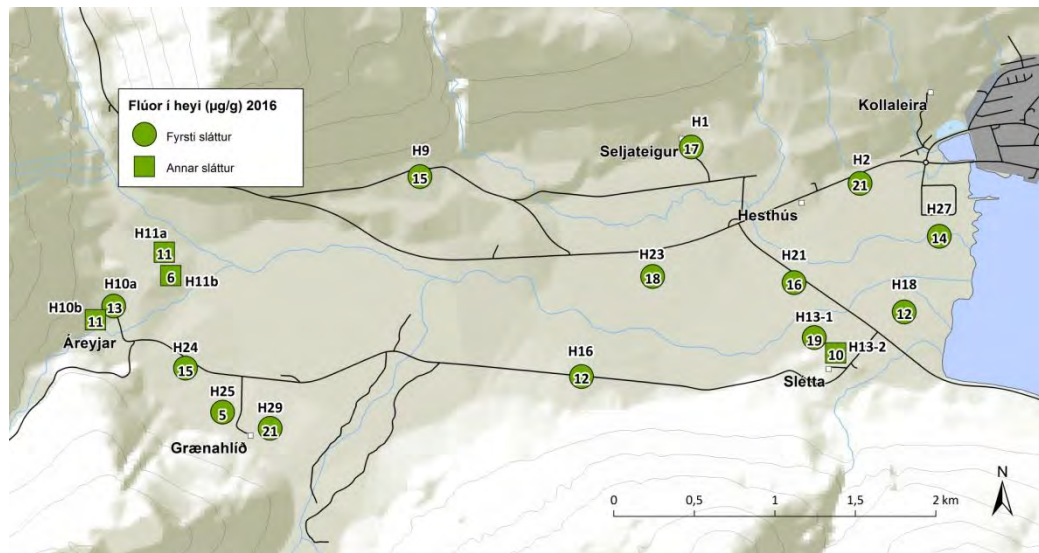 Flúor í heyi (µg/g) 2016
Fyrsti sláttur
Annar sláttur
Kollaleira
H1
17
Seljateigur
H9
15
H2
21
Hesthús
H27
14
H11a
11
6
H11b
H23
18
H21
16
H10a
13
H10b
11
Áreyjar
H18
12
H13-1
19
H13-2
10
Slétta
H24
15
H16
12
H25
5
H29
21
Grænahlíð
N
0 0,5 1 1,5 2 km